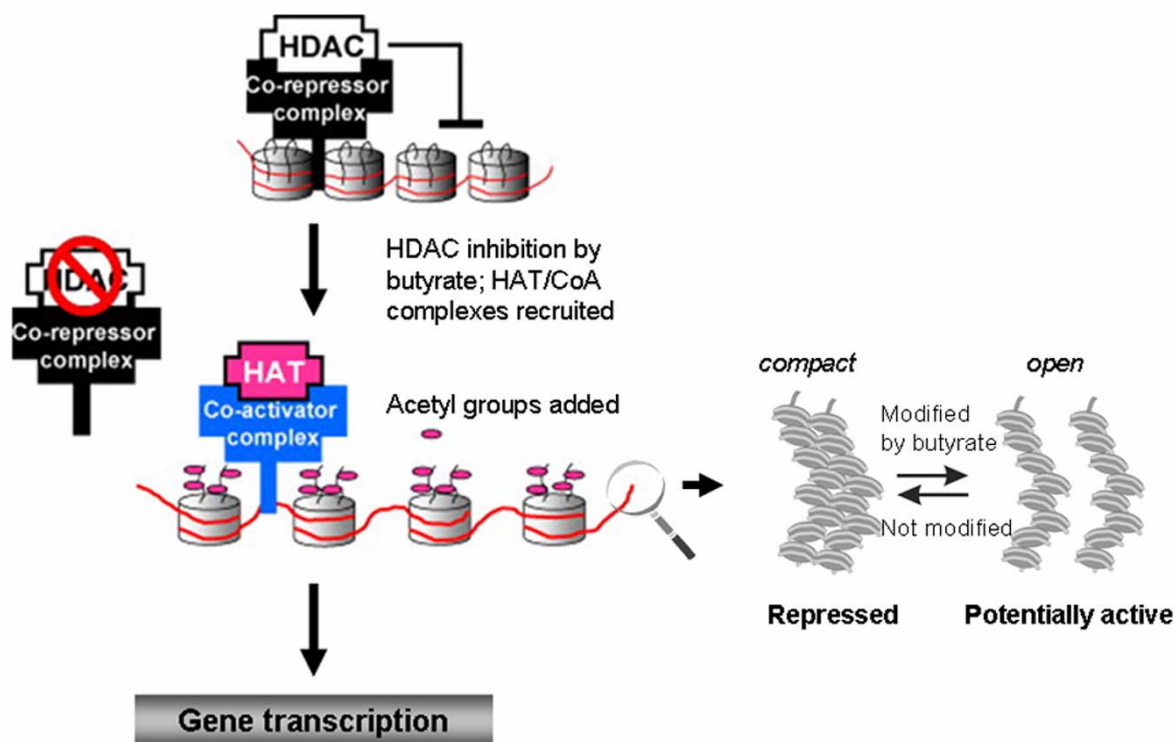 HDAC
Co-repressor
complex
HDAC inhibition by
butyrate; HAT/CoA
complexes recruited
HDAC
Co-repressor
complex
HAT
Co-activator
complex
Acetyl groups added
compact
open
Modified
by butyrate
Not modified
Repressed
Potentially active
Gene transcription